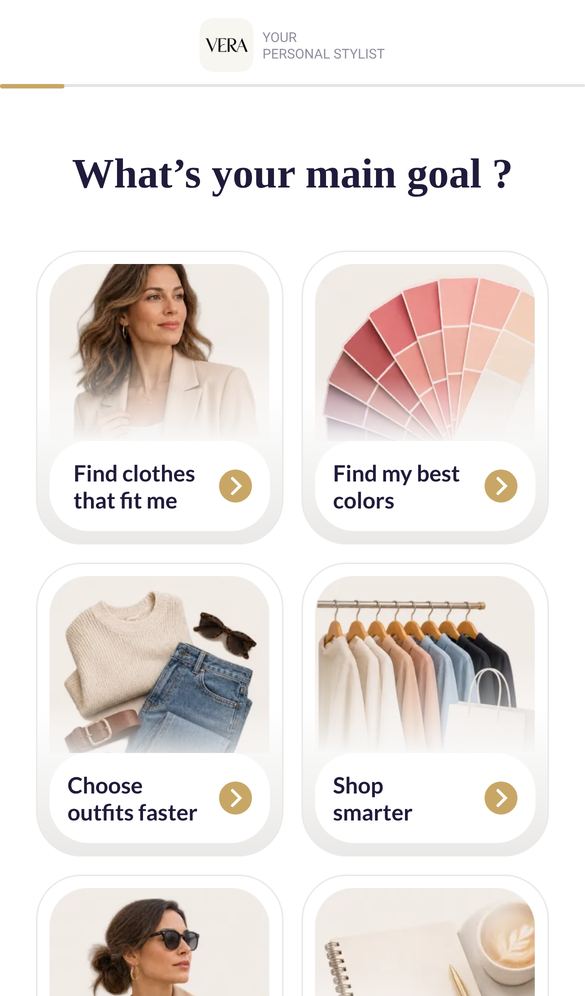 VERA
YOUR
PERSONAL STYLIST
What’s your main goal ?
Find clothes
that fit me
Find my best
colors
Choose
outfits faster
Shop
smarter